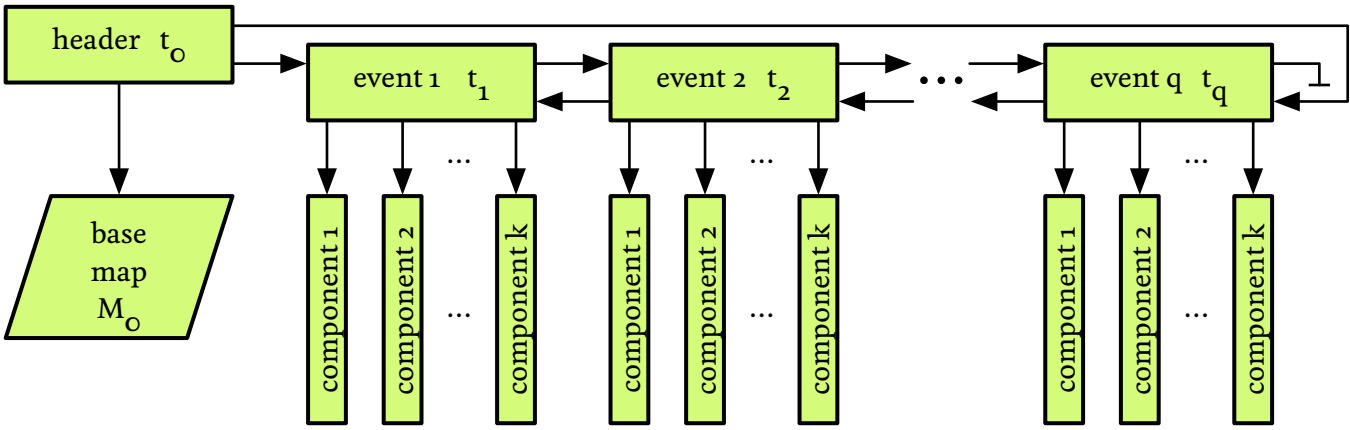 header t₀
event 1 t₁
event 2 t₂
...
event q t_q
base
map
M₀
...
...
...
component 1
component 2
...
component k
component 1
component 2
...
component k
component 1
component 2
...
component k